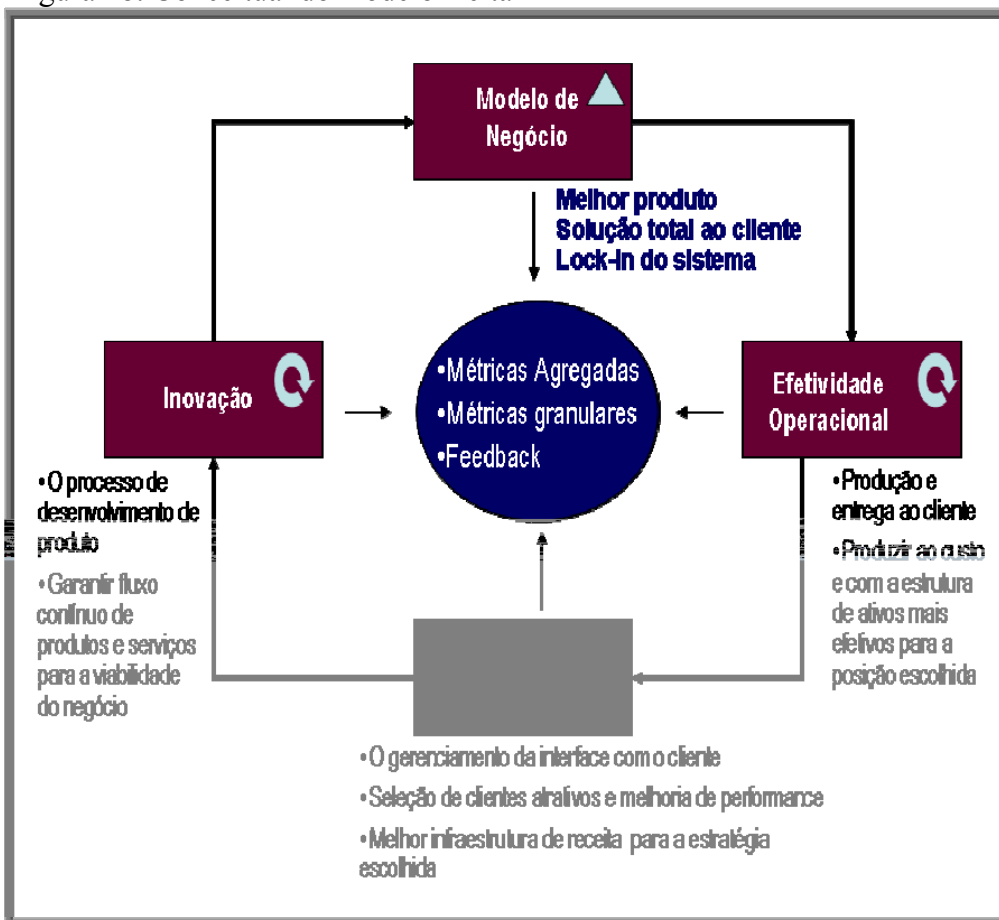 Modelo de
Negócio
Melhor produto
Solução total ao cliente
Lock-in do sistema
Inovação
•Métricas Agregadas
•Métricas granulares
•Feedback
Efetividade
Operacional
•O processo de
desenvolvimento de
produto
•Garantir fluxo
contínuo de
produtos e serviços
para a viabilidade
do negócio
•Produção e
entrega ao cliente
•Produzir ao custo
e com a estrutura
de ativos mais
efetivos para a
posição escolhida
•O gerenciamento da interface com o cliente
•Seleção de clientes atrativos e melhoria de performance
•Melhor infraestrutura de receita para a estratégia
escolhida